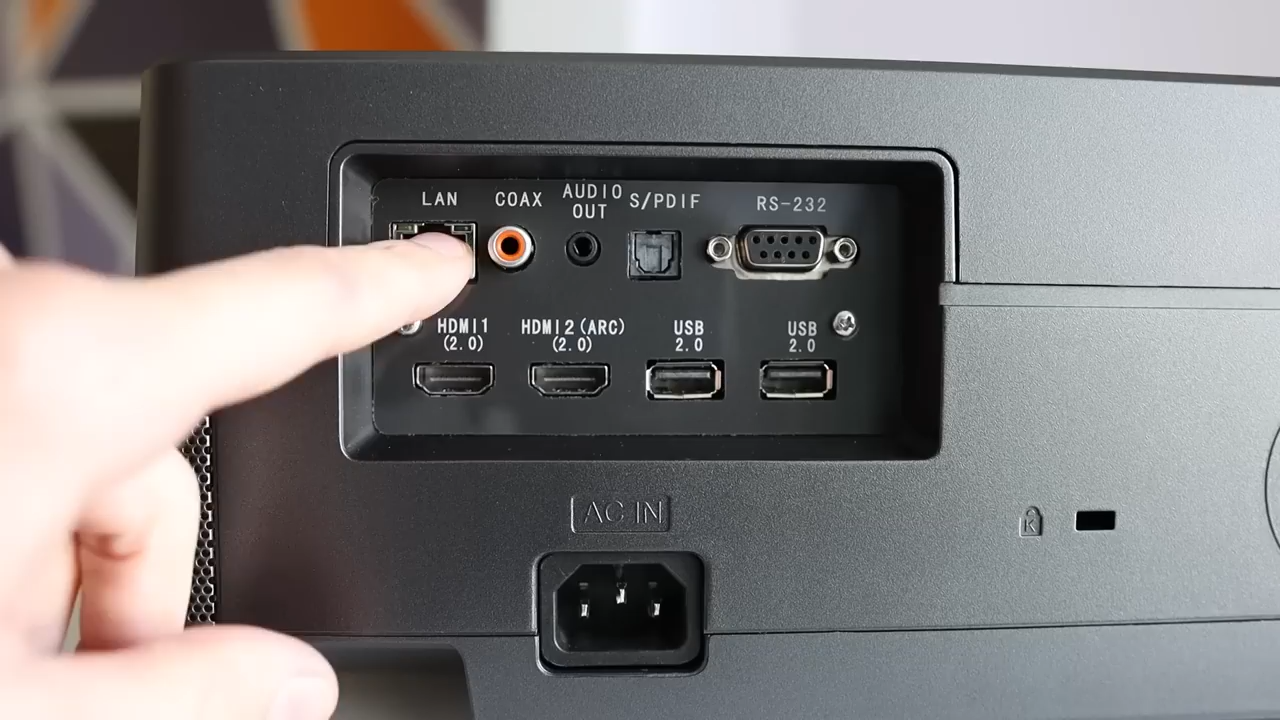 LAN
COAX
AUDIO
OUT
S/PDIF
RS-232
HDMI1
(2.0)
HDMI2(ARC)
(2.0)
USB
2.0
USB
2.0
AC IN
K